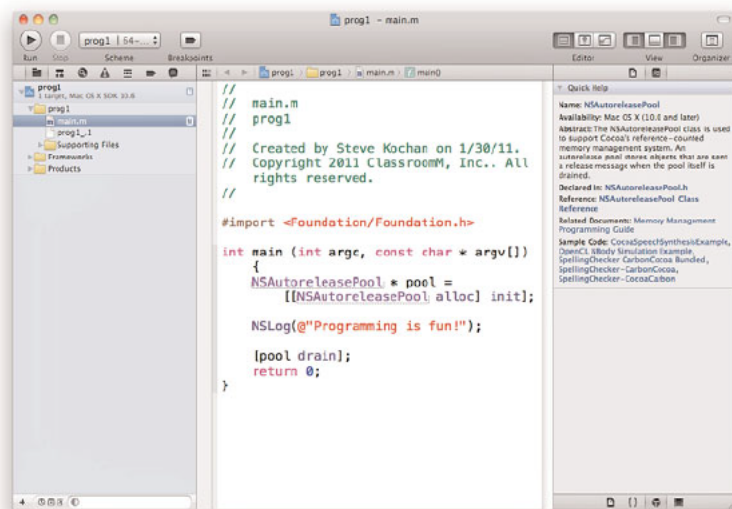 prog1 - main.m
prog1 | 64-...
Run Stop Scheme Breakpoints Editor View Organizer
prog1 › prog1 › main.m › main()
prog1
1 target, Mac OS X SDK 10.6
prog1
main.m
prog1_.1
Supporting Files
Frameworks
Products
//
// main.m
// prog1
//
// Created by Steve Kochan on 1/30/11.
// Copyright 2011 ClassroomM, Inc.. All
rights reserved.
//
#import <Foundation/Foundation.h>
int main (int argc, const char * argv[])
{
NSAutoreleasePool * pool =
[[NSAutoreleasePool alloc] init];
NSLog(@"Programming is fun!");
[pool drain];
return 0;
}
Quick Help
Name: NSAutoreleasePool
Availability: Mac OS X (10.0 and later)
Abstract: The NSAutoreleasePool class is used
to support Cocoa's reference-counted
memory management system. An
autorelease pool stores objects that are sent
a release message when the pool itself is
drained.
Declared In: NSAutoreleasePool.h
Reference: NSAutoreleasePool Class
Reference
Related Documents: Memory Management
Programming Guide
Sample Code: CocoaSpeechSynthesisExample,
OpenCL NBody Simulation Example,
SpellingChecker CarbonCocoa Bundled,
SpellingChecker-CarbonCocoa,
SpellingChecker-CocoaCarbon